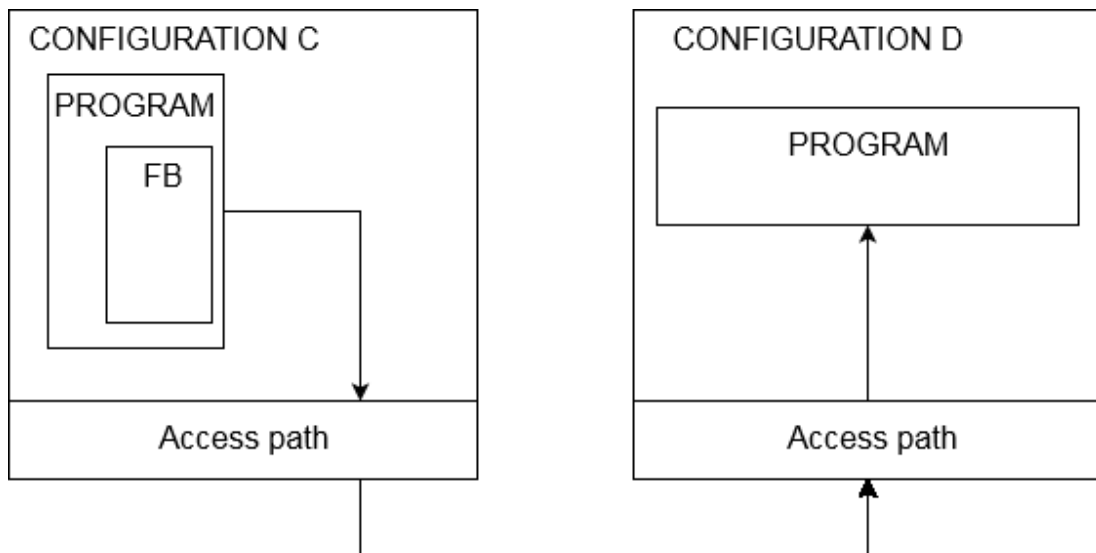 CONFIGURATION C
PROGRAM
FB
Access path
CONFIGURATION D
PROGRAM
Access path